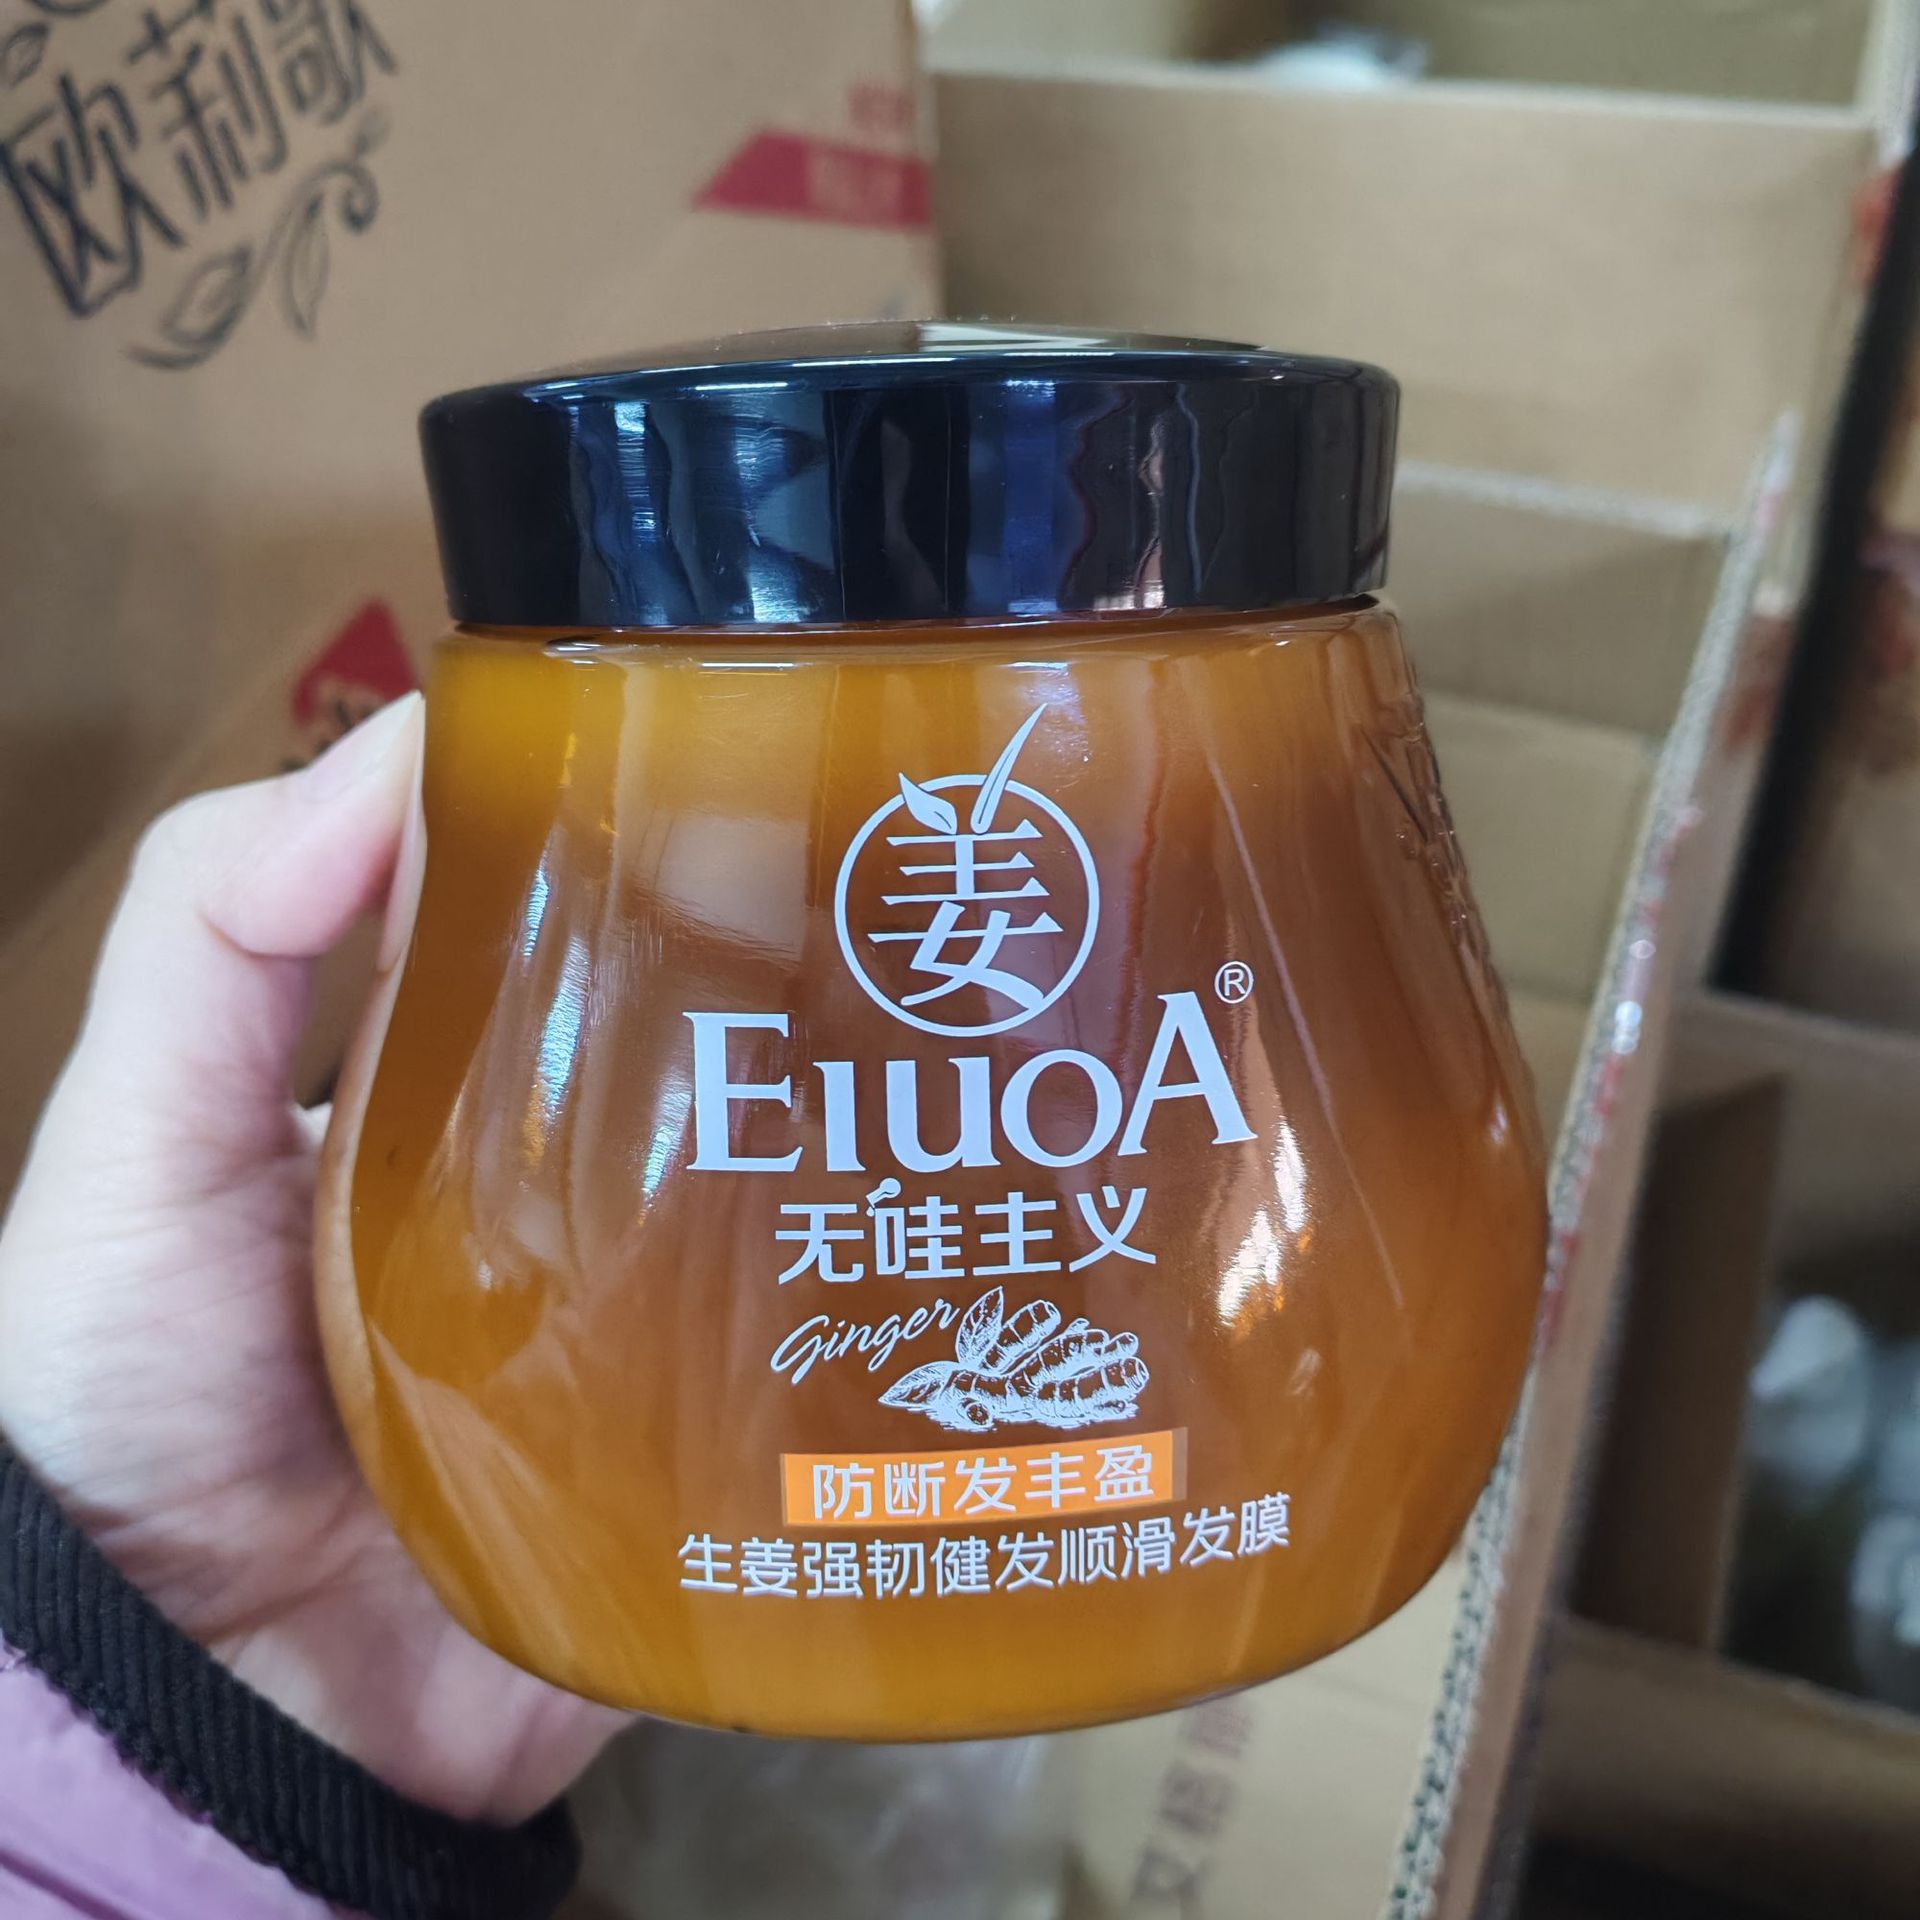 欧莉歌
姜
EIUOA®
无硅主义
Ginger
防断发丰盈
生姜强韧健发顺滑发膜